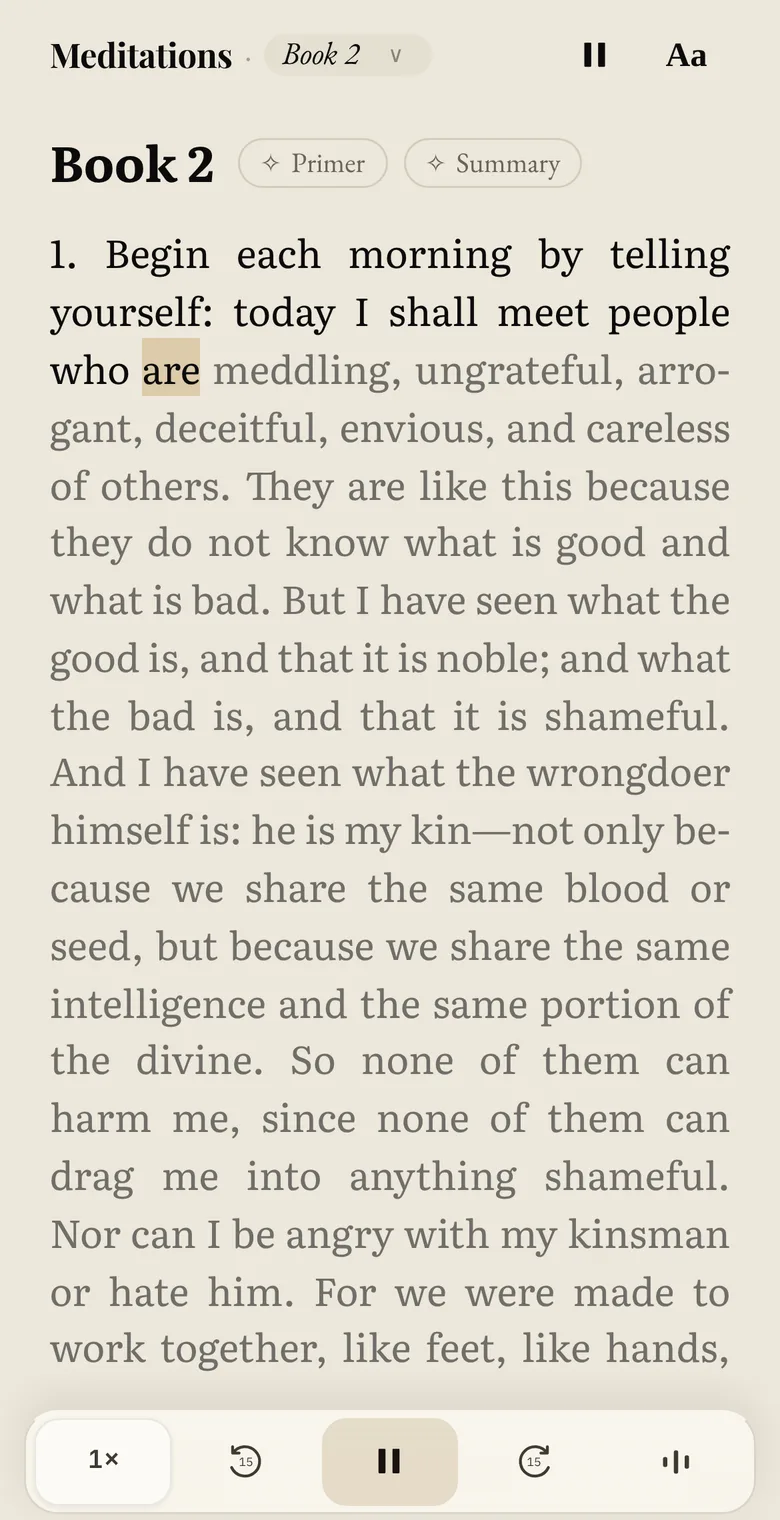 Meditations · Book 2
Aa
Book 2
Primer
Summary
1. Begin each morning by telling
yourself: today I shall meet people
who are meddling, ungrateful, arro-
gant, deceitful, envious, and careless
of others. They are like this because
they do not know what is good and
what is bad. But I have seen what the
good is, and that it is noble; and what
the bad is, and that it is shameful.
And I have seen what the wrongdoer
himself is: he is my kin—not only be-
cause we share the same blood or
seed, but because we share the same
intelligence and the same portion of
the divine. So none of them can
harm me, since none of them can
drag me into anything shameful.
Nor can I be angry with my kinsman
or hate him. For we were made to
work together, like feet, like hands,
1×
15
15